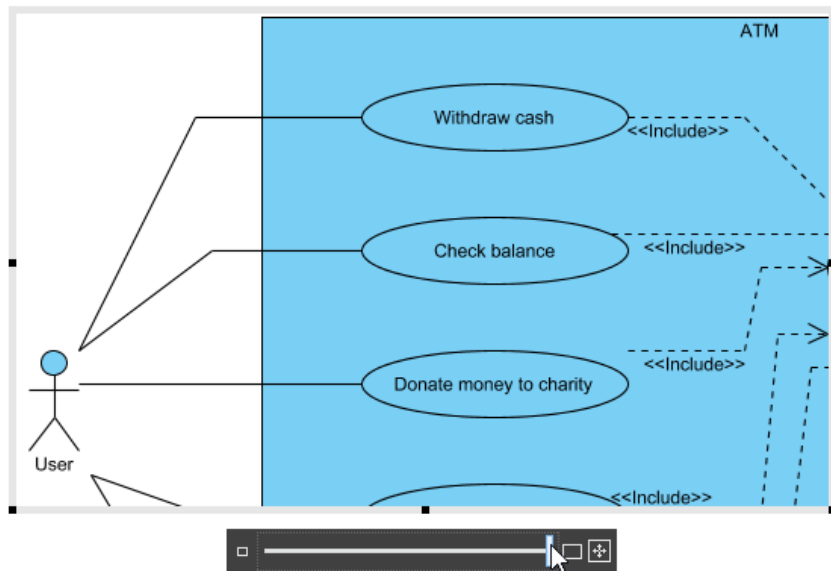 ATM
Withdraw cash
<<Include>>
Check balance
<<Include>>
Donate money to charity
<<Include>>
User
<<Include>>